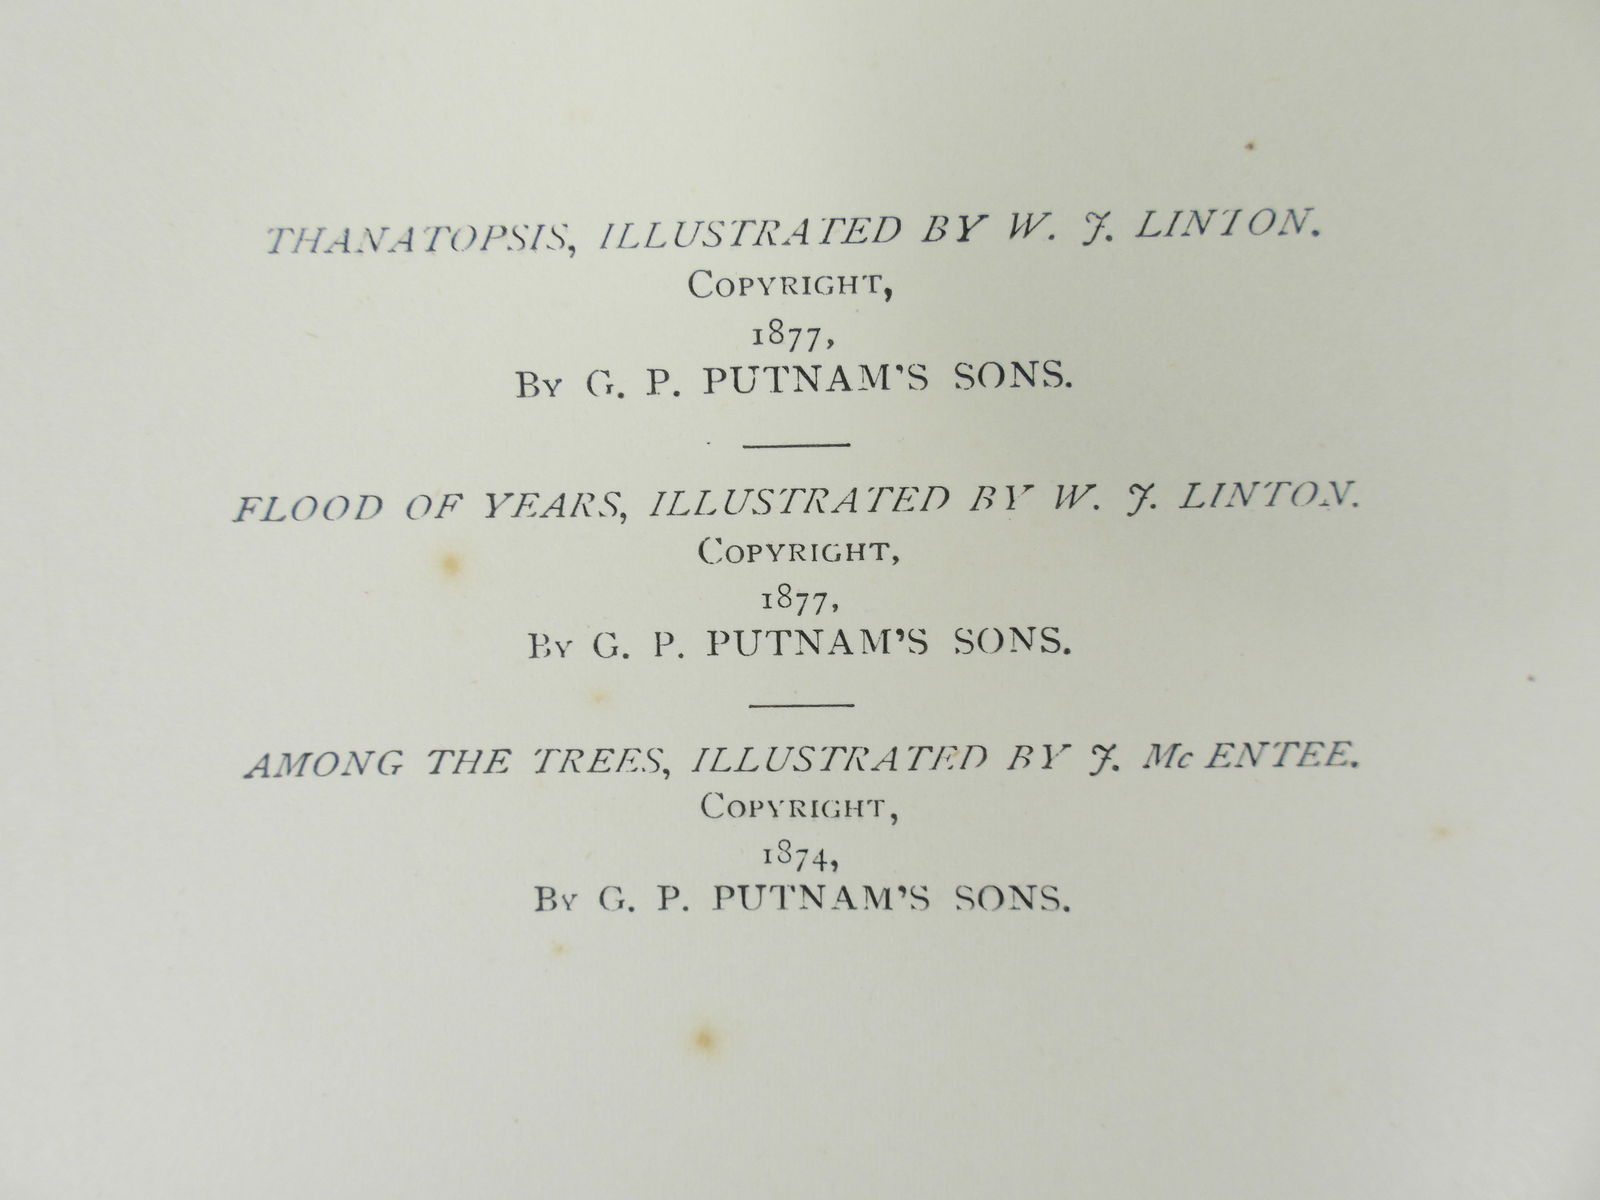 THANATOPSIS, ILLUSTRATED BY W. J. LINTON.
COPYRIGHT,
1877,
BY G. P. PUTNAM'S SONS.
FLOOD OF YEARS, ILLUSTRATED BY W. J. LINTON.
COPYRIGHT,
1877,
BY G. P. PUTNAM'S SONS.
AMONG THE TREES, ILLUSTRATED BY J. Mc ENTEE.
COPYRIGHT,
1874,
BY G. P. PUTNAM'S SONS.